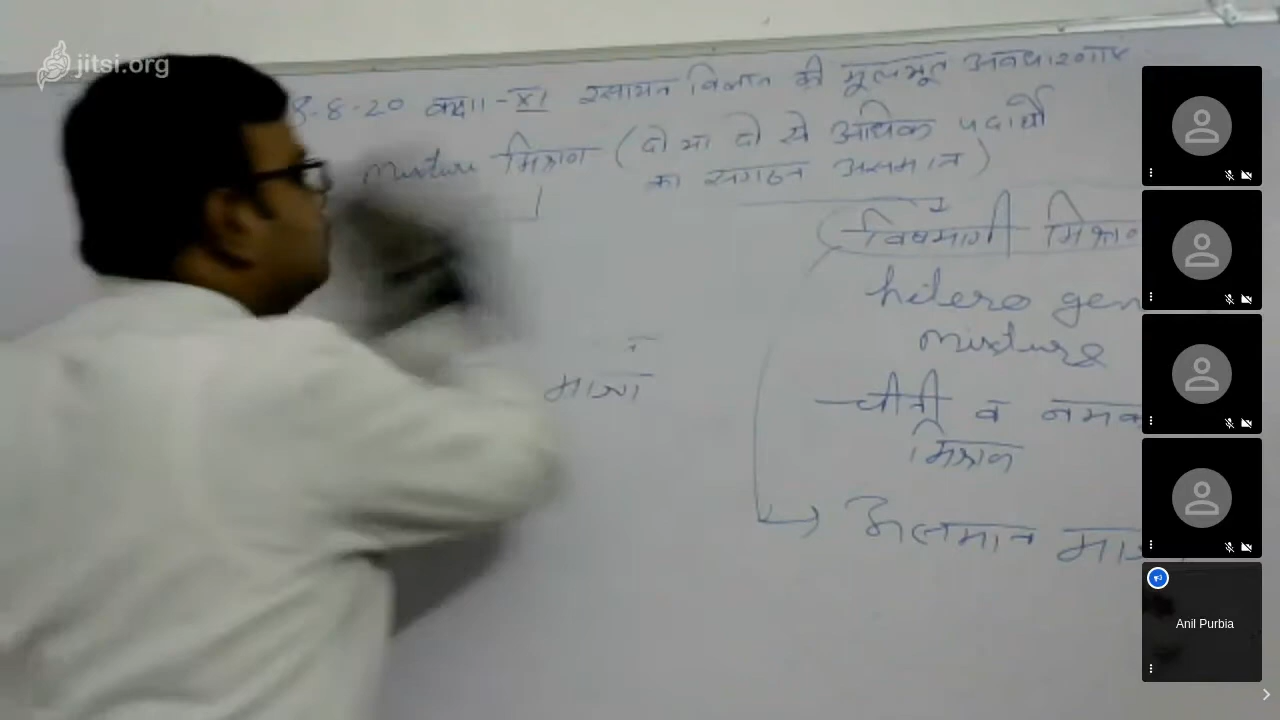 jitsi.org
8-8-20 कक्षा-XI रसायन विज्ञान की मूलभूत अवधारणाएं
mixture मिश्रण (दो या दो से अधिक पदार्थों
का संगठन असमान)
विषमांगी मिश्रण
hetero gen
mixture
मात्रा
चीनी व नमक
मिश्रण
असमान मा
Anil Purbia